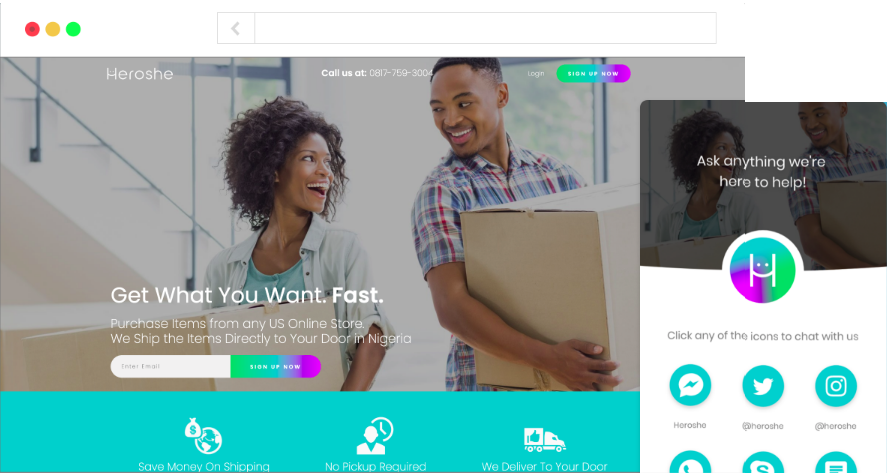 Heroshe
Call us at: 0817-759-3004
Login
SIGN UP NOW
Get What You Want. Fast.
Purchase Items from any US Online Store.
We Ship the Items Directly to Your Door in Nigeria
Enter Email
SIGN UP NOW
Save Money On Shipping
No Pickup Required
We Deliver To Your Door
Ask anything we're
here to help!
Click any of the icons to chat with us
Heroshe
@heroshe
@heroshe